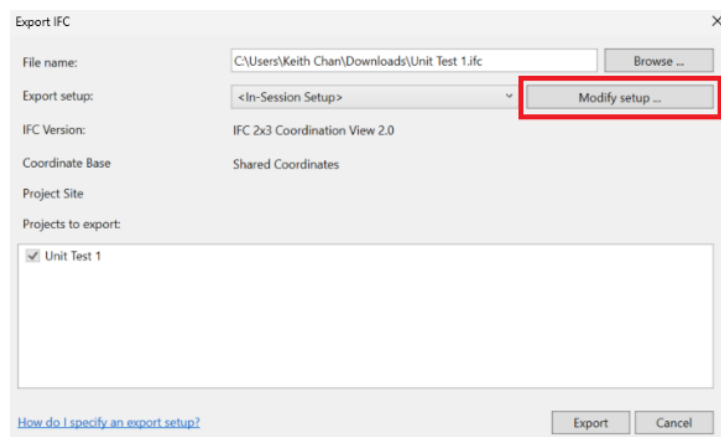 Export IFC
File name: C:\Users\Keith Chan\Downloads\Unit Test 1.ifc Browse ...
Export setup: <In-Session Setup> Modify setup ...
IFC Version: IFC 2x3 Coordination View 2.0
Coordinate Base Shared Coordinates
Project Site
Projects to export:
Unit Test 1
How do I specify an export setup? Export Cancel